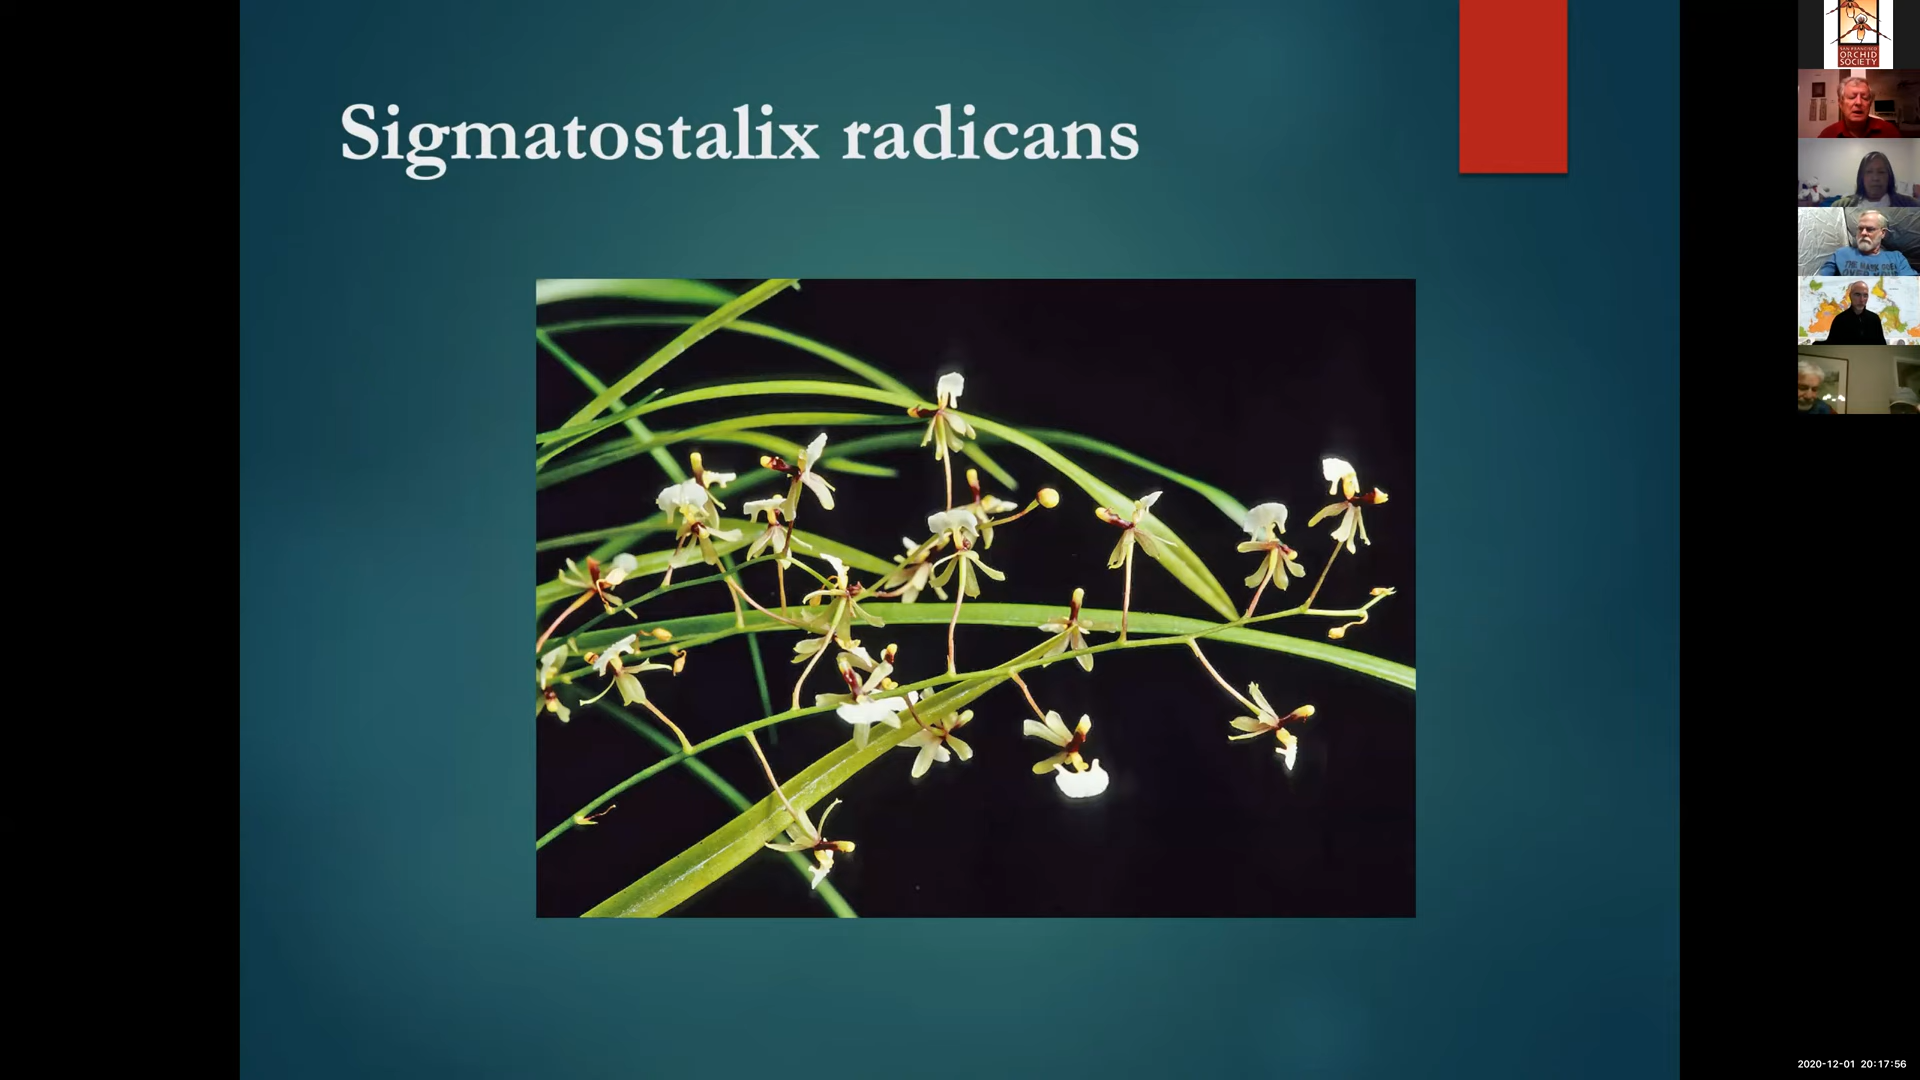 Sigmatostalix radicans
SAN FRANCISCO
ORCHID
SOCIETY
2020-12-01 20:17:56